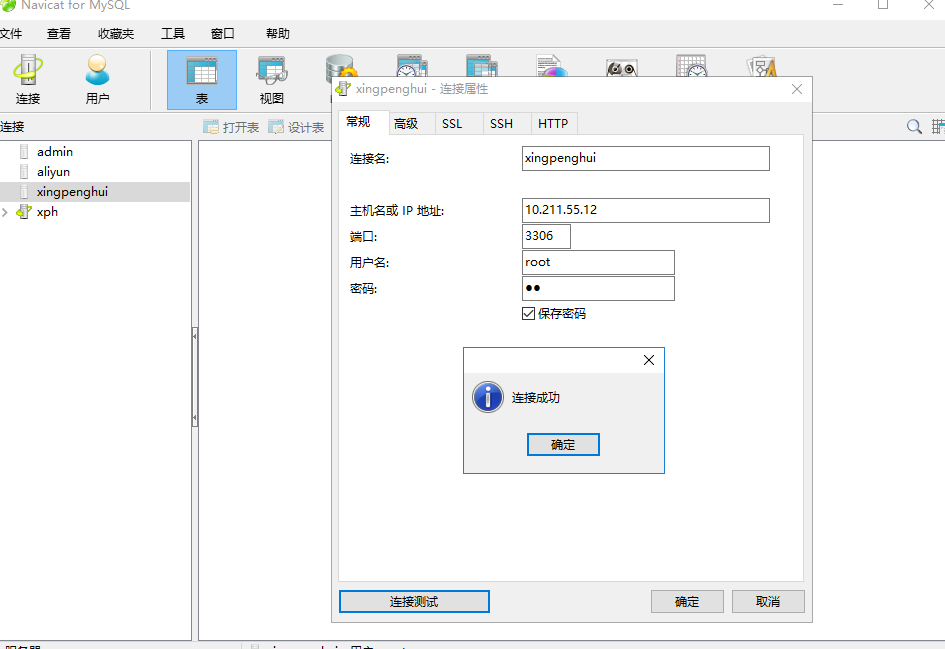 Navicat for MySQL
文件 查看 收藏夹 工具 窗口 帮助
连接 用户 表 视图
连接 打开表 设计表
admin
aliyun
xingpenghui
xph
xingpenghui - 连接属性
常规 高级 SSL SSH HTTP
连接名: xingpenghui
主机名或 IP 地址: 10.211.55.12
端口: 3306
用户名: root
密码: ●●
保存密码
连接成功
确定
连接测试 确定 取消